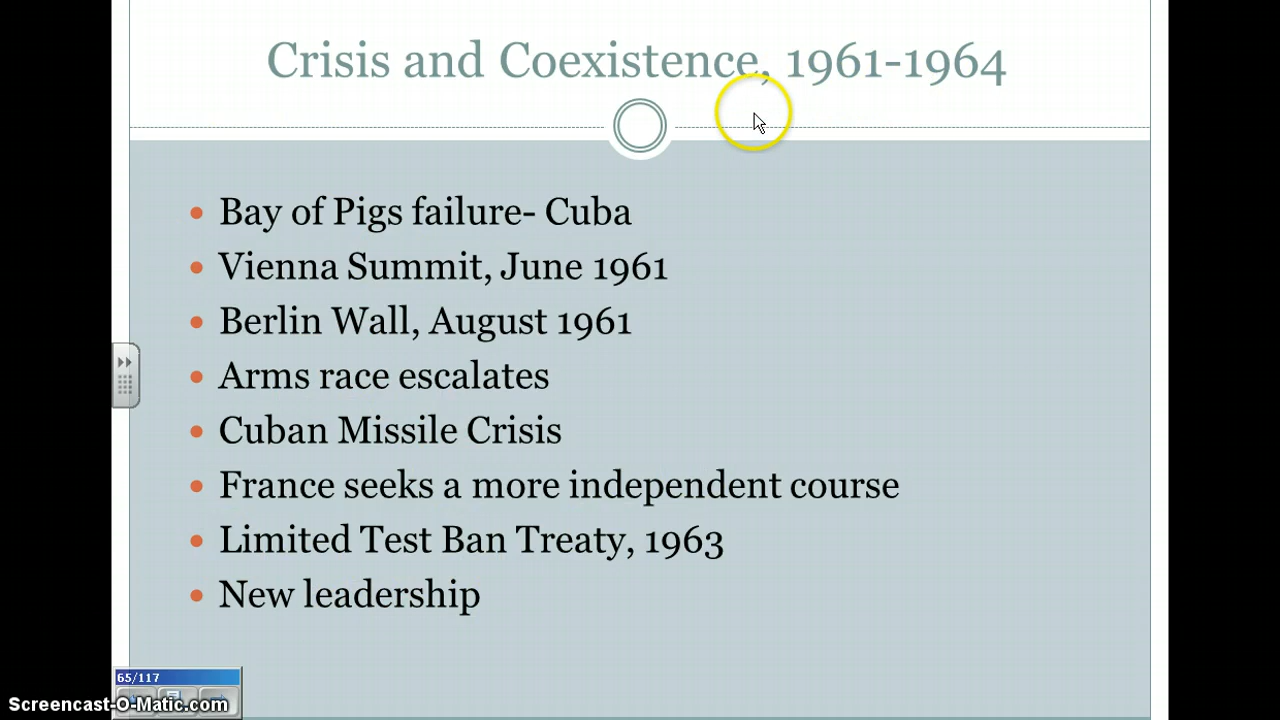 Crisis and Coexistence, 1961-1964
Bay of Pigs failure- Cuba
Vienna Summit, June 1961
Berlin Wall, August 1961
Arms race escalates
Cuban Missile Crisis
France seeks a more independent course
Limited Test Ban Treaty, 1963
New leadership
65/117
Screencast-O-Matic.com